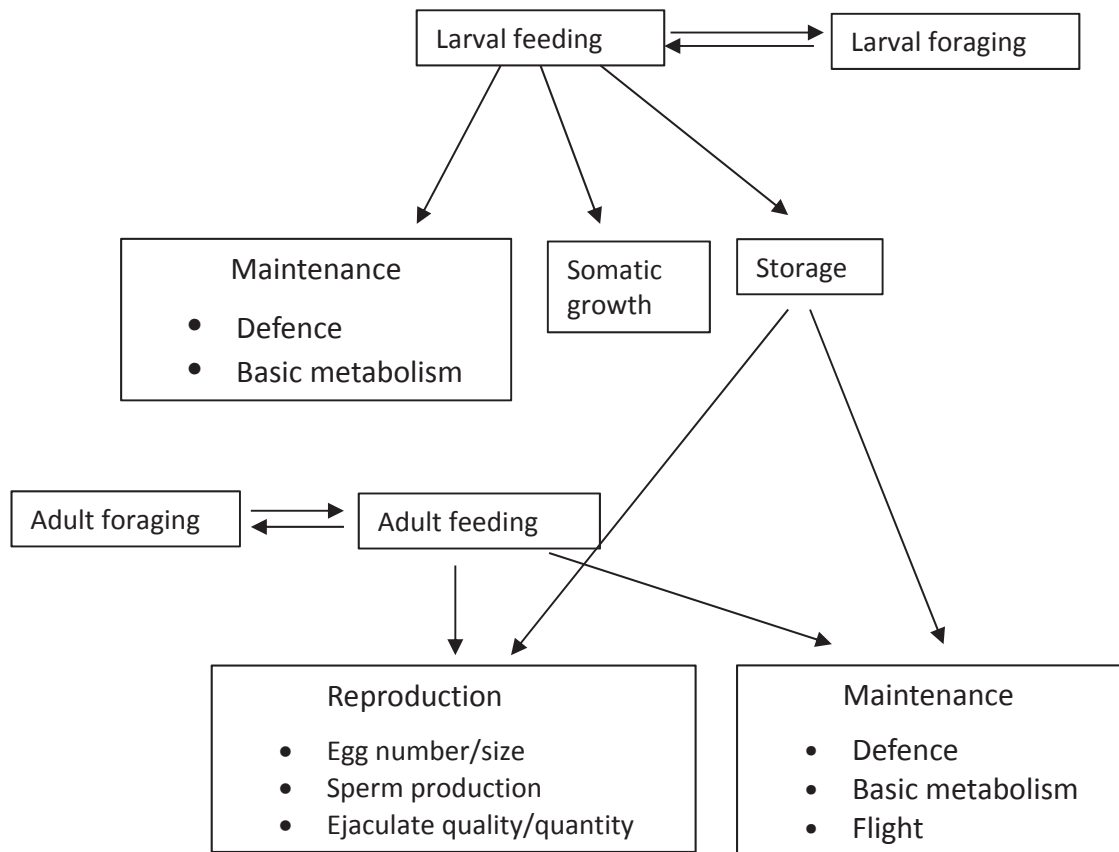 Larval feeding
Larval foraging
Maintenance
• Defence
• Basic metabolism
Somatic
growth
Storage
Adult foraging
Adult feeding
Reproduction
• Egg number/size
• Sperm production
• Ejaculate quality/quantity
Maintenance
• Defence
• Basic metabolism
• Flight